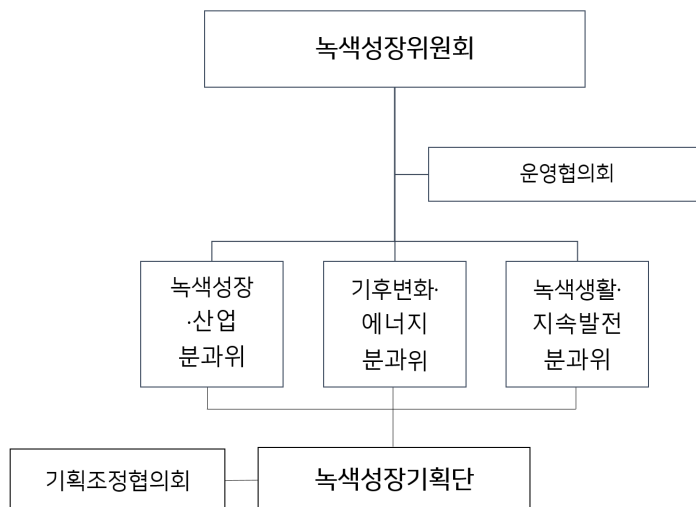 녹색성장위원회
운영협의회
녹색성장
·산업
분과위
기후변화·
에너지
분과위
녹색생활·
지속발전
분과위
기획조정협의회
녹색성장기획단